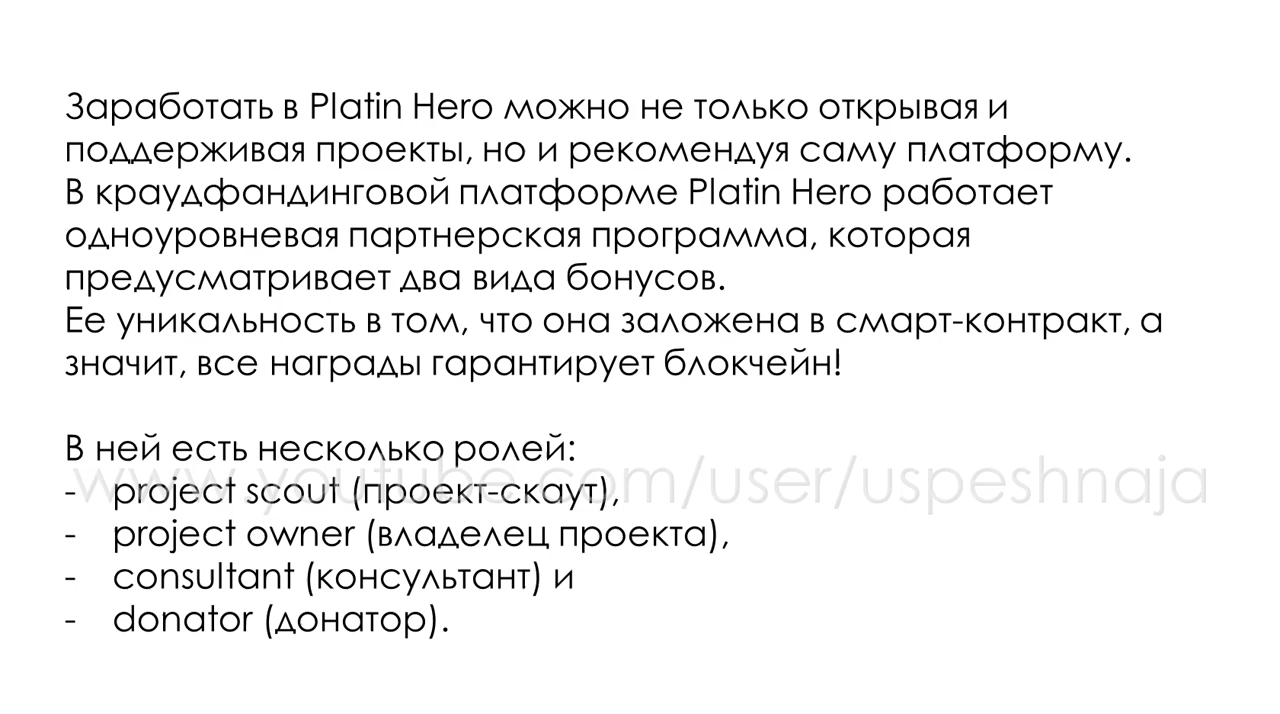 Заработать в Platin Hero можно не только открывая и
поддерживая проекты, но и рекомендуя саму платформу.
В краудфандинговой платформе Platin Hero работает
одноуровневая партнерская программа, которая
предусматривает два вида бонусов.
Ее уникальность в том, что она заложена в смарт-контракт, а
значит, все награды гарантирует блокчейн!
В ней есть несколько ролей:
www.youtube.com/user/uspeshnaja
- project scout (проект-скаут),
- project owner (владелец проекта),
- consultant (консультант) и
- donator (донатор).